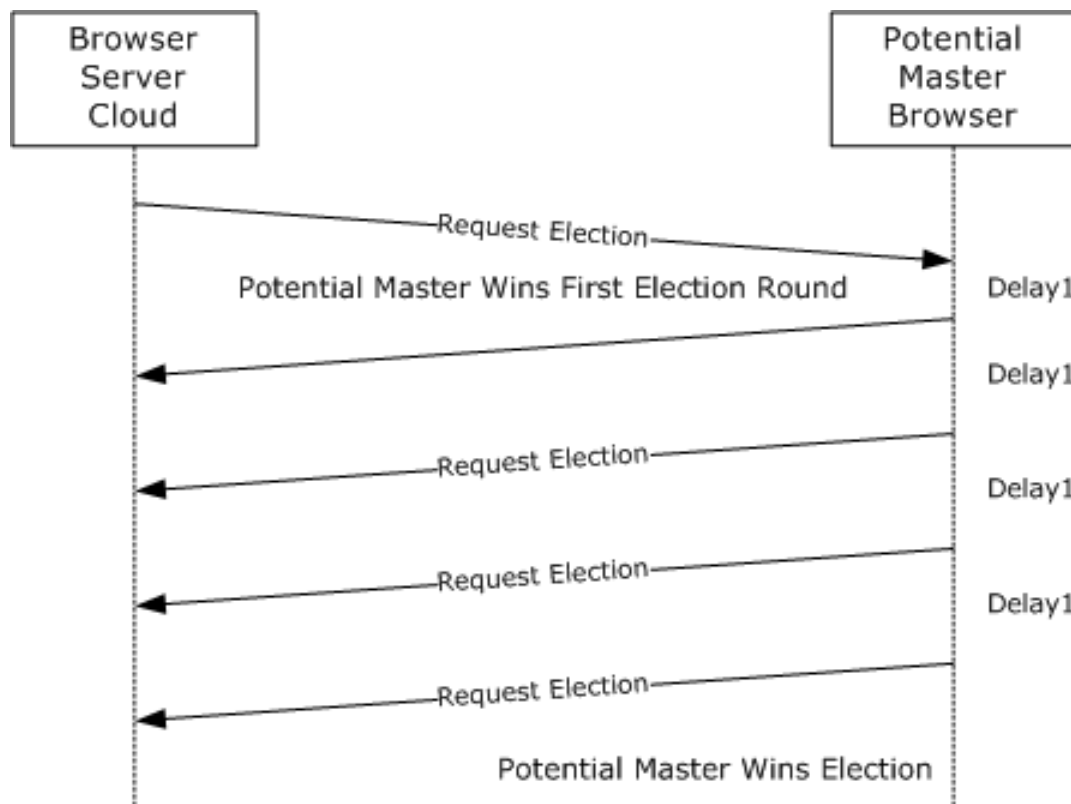 Browser
Server
Cloud
Potential
Master
Browser
Request Election
Potential Master Wins First Election Round
Delay1
Delay1
Request Election
Delay1
Request Election
Delay1
Request Election
Potential Master Wins Election